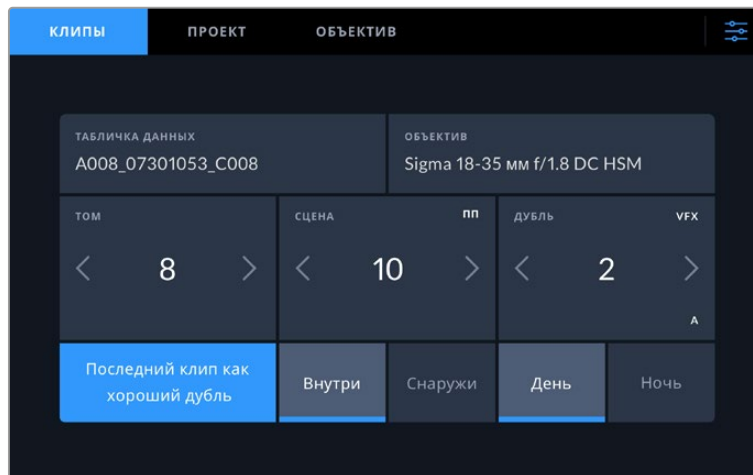 КЛИПЫ ПРОЕКТ ОБЪЕКТИВ
ТАБЛИЧКА ДАННЫХ ОБЪЕКТИВ
A008_07301053_C008 Sigma 18-35 мм f/1.8 DC HSM
ТОМ СЦЕНА ПП ДУБЛЬ VFX
8 10 2
A
Последний клип как
хороший дубль
Внутри Снаружи День Ночь